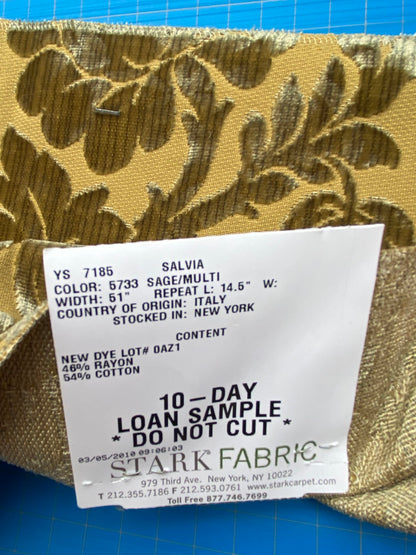 YS 7185 SALVIA
COLOR: 5733 SAGE/MULTI
WIDTH: 51" REPEAT L: 14.5" W:
COUNTRY OF ORIGIN: ITALY
STOCKED IN: NEW YORK
CONTENT
NEW DYE LOT# 0AZ1
46% RAYON
54% COTTON
10-DAY
LOAN SAMPLE
* DO NOT CUT *
03/05/2010 09:06:03
STARK FABRIC
979 Third Ave. New York, NY 10022
T 212.355.7186 F 212.593.0761 www.starkcarpet.com
Toll Free 877.746.7699